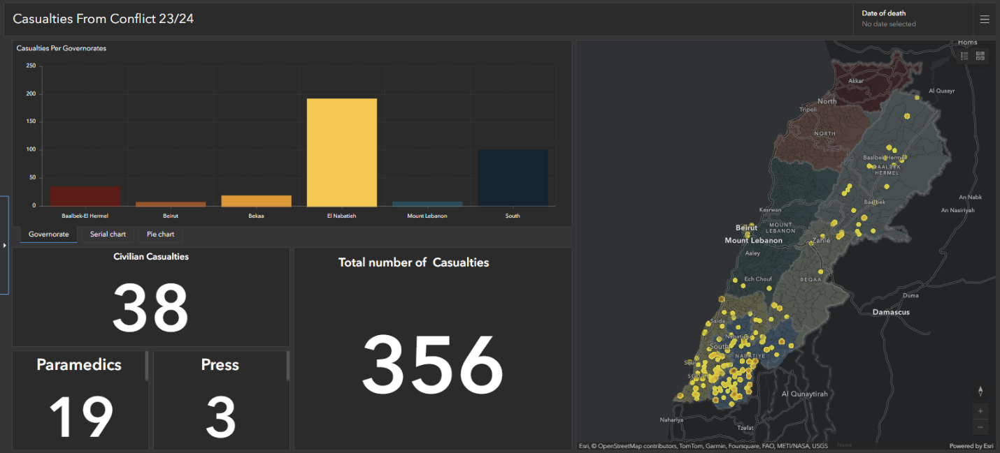 Casualties From Conflict 23/24
Date of death
No date selected
Casualties Per Governorates
250
200
150
100
50
0
Baalbek-El Hermel
Beirut
Bekaa
El Nabatieh
Mount Lebanon
South
Governorate
Serial chart
Pie chart
Civilian Casualties
38
Total number of Casualties
356
Paramedics
19
Press
3
Homs
Akkar
Al Qusayr
North
Tripoli
NORTH
Baalbek-Hermel
BAALBEK
HERMEL
Baalbek
An Nabk
An Nasiriyah
Kesrwan
Beirut
MOUNT
LEBANON
Mount Lebanon
Zahlé
Aaley
Ech Chouf
BEQAA
Duma
Damascus
Saida
Nabatiye
South
NABATIYE
Sour
SOUTH
Al Qunaytirah
Nahariya
Tzefat
Nawa
+
−
Esri, © OpenStreetMap contributors, TomTom, Garmin, Foursquare, FAO, METI/NASA, USGS
Powered by Esri